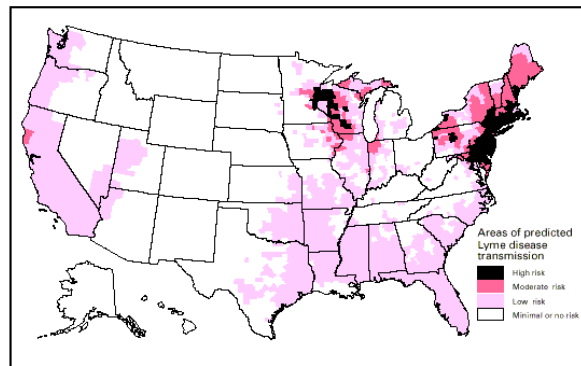 Areas of predicted
Lyme disease
transmission
High risk
Moderate risk
Low risk
Minimal or no risk